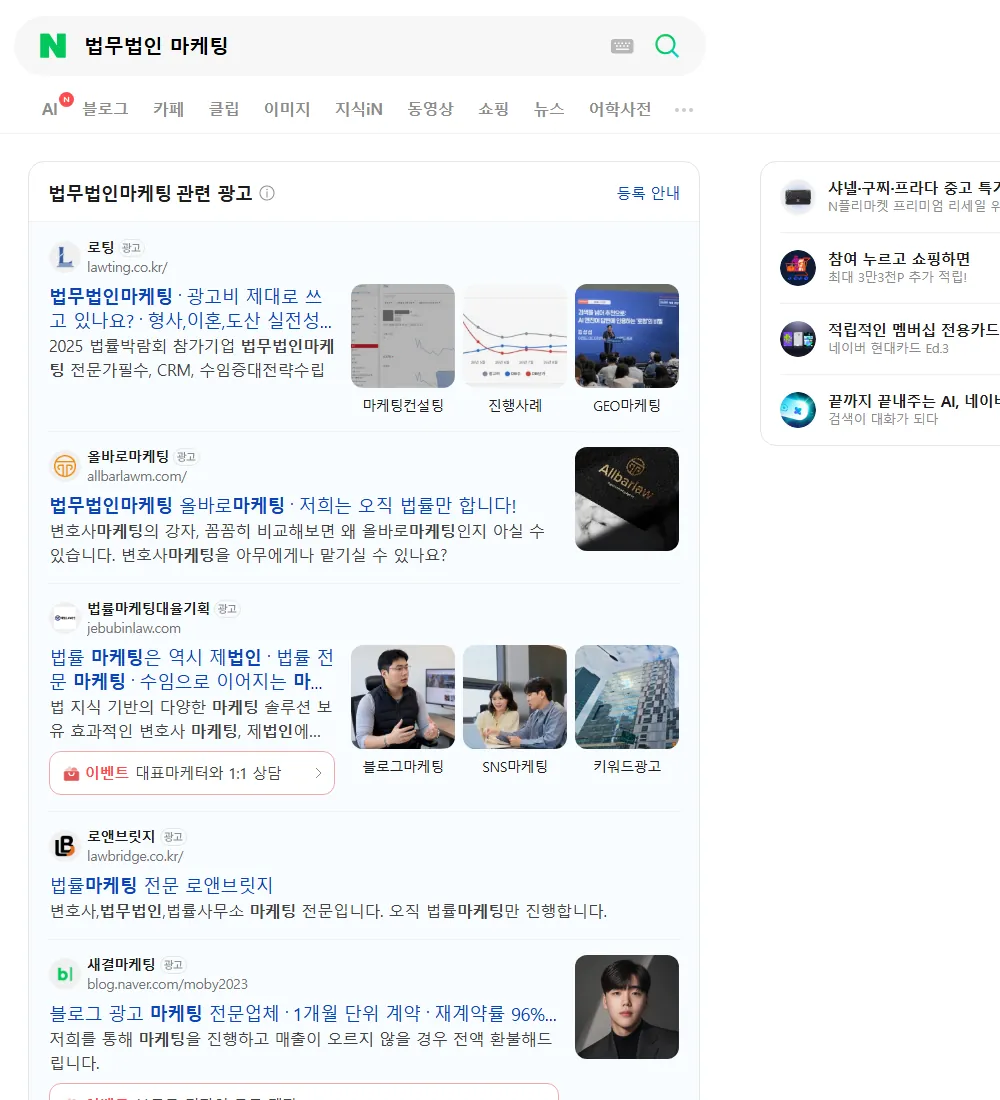 법무법인 마케팅
AI N 블로그 카페 클립 이미지 지식iN 동영상 쇼핑 뉴스 어학사전
법무법인마케팅 관련 광고
등록 안내
로팅 광고
lawting.co.kr/
법무법인마케팅 · 광고비 제대로 쓰
고 있나요? · 형사,이혼,도산 실전성...
2025 법률박람회 참가기업 법무법인마케
팅 전문가필수, CRM, 수임증대전략수립
마케팅컨설팅
진행사례
GEO마케팅
올바로마케팅 광고
allbarlawm.com/
법무법인마케팅 올바로마케팅 · 저희는 오직 법률만 합니다!
변호사마케팅의 강자, 꼼꼼히 비교해보면 왜 올바로마케팅인지 아실 수
있습니다. 변호사마케팅을 아무에게나 맡기실 수 있나요?
Allbarlaw
법률마케팅대율기획 광고
jebubinlaw.com
법률 마케팅은 역시 제법인 · 법률 전
문 마케팅 · 수임으로 이어지는 마...
법 지식 기반의 다양한 마케팅 솔루션 보
유 효과적인 변호사 마케팅, 제법인에...
이벤트 대표마케터와 1:1 상담
블로그마케팅
SNS마케팅
키워드광고
로앤브릿지 광고
lawbridge.co.kr/
법률마케팅 전문 로앤브릿지
변호사,법무법인,법률사무소 마케팅 전문입니다. 오직 법률마케팅만 진행합니다.
새결마케팅 광고
blog.naver.com/moby2023
블로그 광고 마케팅 전문업체 · 1개월 단위 계약 · 재계약률 96%...
저희를 통해 마케팅을 진행하고 매출이 오르지 않을 경우 전액 환불해드
립니다.
샤넬·구찌·프라다 중고 특가
N플리마켓 프리미엄 리세일 위
참여 누르고 쇼핑하면
최대 3만3천P 추가 적립!
적립적인 멤버십 전용카드
네이버 현대카드 Ed.3
끝까지 끝내주는 AI, 네이버
검색이 대화가 되다